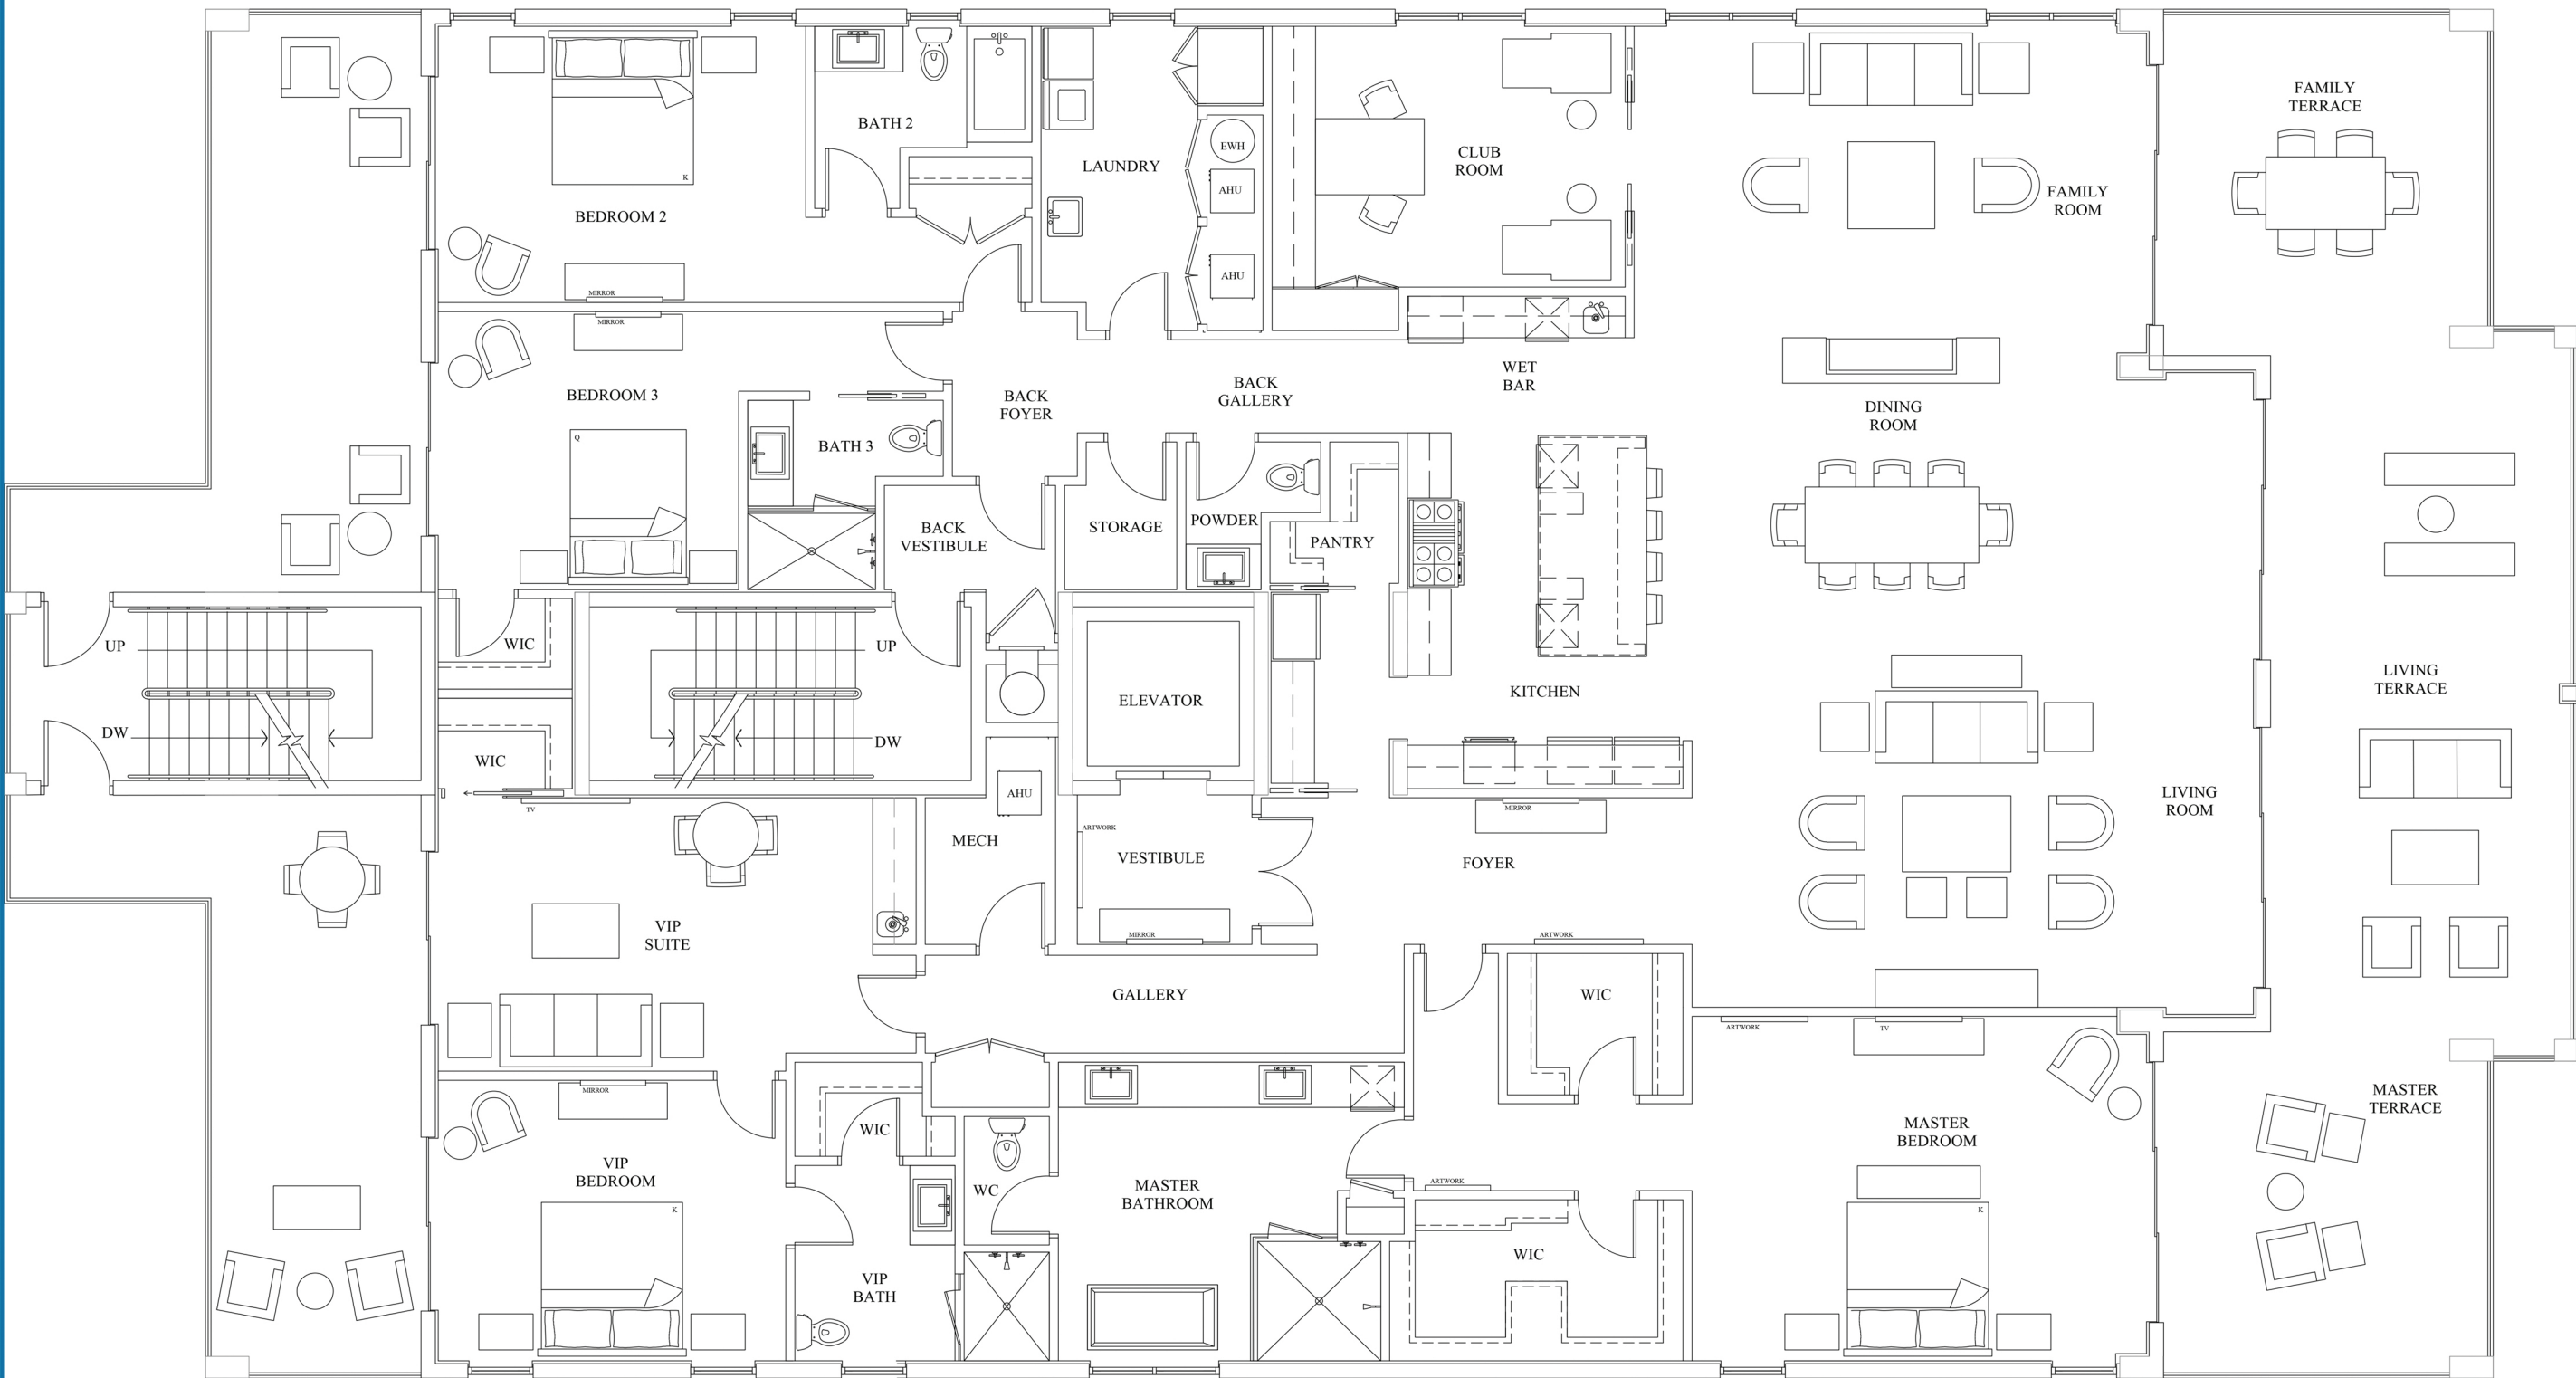 FAMILY
TERRACE
BATH 2
EWH
CLUB
ROOM
LAUNDRY
K
AHU
FAMILY
ROOM
BEDROOM 2
AHU
MIRROR
MIRROR
WET
BAR
BACK
GALLERY
BEDROOM 3
BACK
FOYER
DINING
ROOM
Q
BATH 3
BACK
VESTIBULE
STORAGE
POWDER
PANTRY
UP
WIC
UP
LIVING
TERRACE
KITCHEN
ELEVATOR
DW
DW
WIC
AHU
LIVING
ROOM
TV
MIRROR
ARTWORK
MECH
VESTIBULE
FOYER
VIP
SUITE
MIRROR
ARTWORK
GALLERY
WIC
ARTWORK
TV
MIRROR
MASTER
TERRACE
WIC
MASTER
BEDROOM
VIP
BEDROOM
WC
MASTER
BATHROOM
ARTWORK
K
K
WIC
VIP
BATH